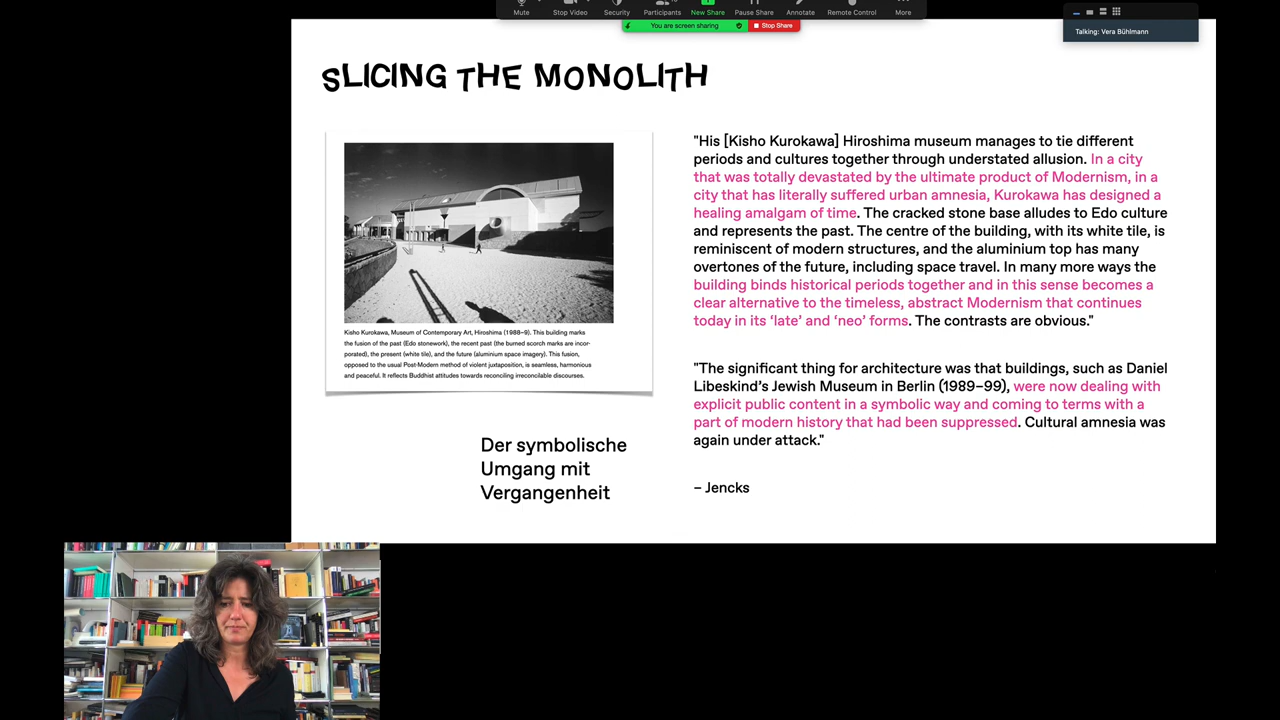 Mute
Stop Video
Security
Participants
New Share
Pause Share
Annotate
Remote Control
More
You are screen sharing
Stop Share
Talking: Vera Bühlmann
SLICING THE MONOLITH
Kisho Kurokawa, Museum of Contemporary Art, Hiroshima (1988–9). This building marks
the fusion of the past (Edo stonework), the recent past (the burned scorch marks are incor-
porated), the present (white tile), and the future (aluminium space imagery). This fusion,
opposed to the usual Post-Modern method of violent juxtaposition, is seamless, harmonious
and peaceful. It reflects Buddhist attitudes towards reconciling irreconcilable discourses.
Der symbolische
Umgang mit
Vergangenheit
"His [Kisho Kurokawa] Hiroshima museum manages to tie different
periods and cultures together through understated allusion. In a city
that was totally devastated by the ultimate product of Modernism, in a
city that has literally suffered urban amnesia, Kurokawa has designed a
healing amalgam of time. The cracked stone base alludes to Edo culture
and represents the past. The centre of the building, with its white tile, is
reminiscent of modern structures, and the aluminium top has many
overtones of the future, including space travel. In many more ways the
building binds historical periods together and in this sense becomes a
clear alternative to the timeless, abstract Modernism that continues
today in its ‘late’ and ‘neo’ forms. The contrasts are obvious."
"The significant thing for architecture was that buildings, such as Daniel
Libeskind’s Jewish Museum in Berlin (1989–99), were now dealing with
explicit public content in a symbolic way and coming to terms with a
part of modern history that had been suppressed. Cultural amnesia was
again under attack."
– Jencks